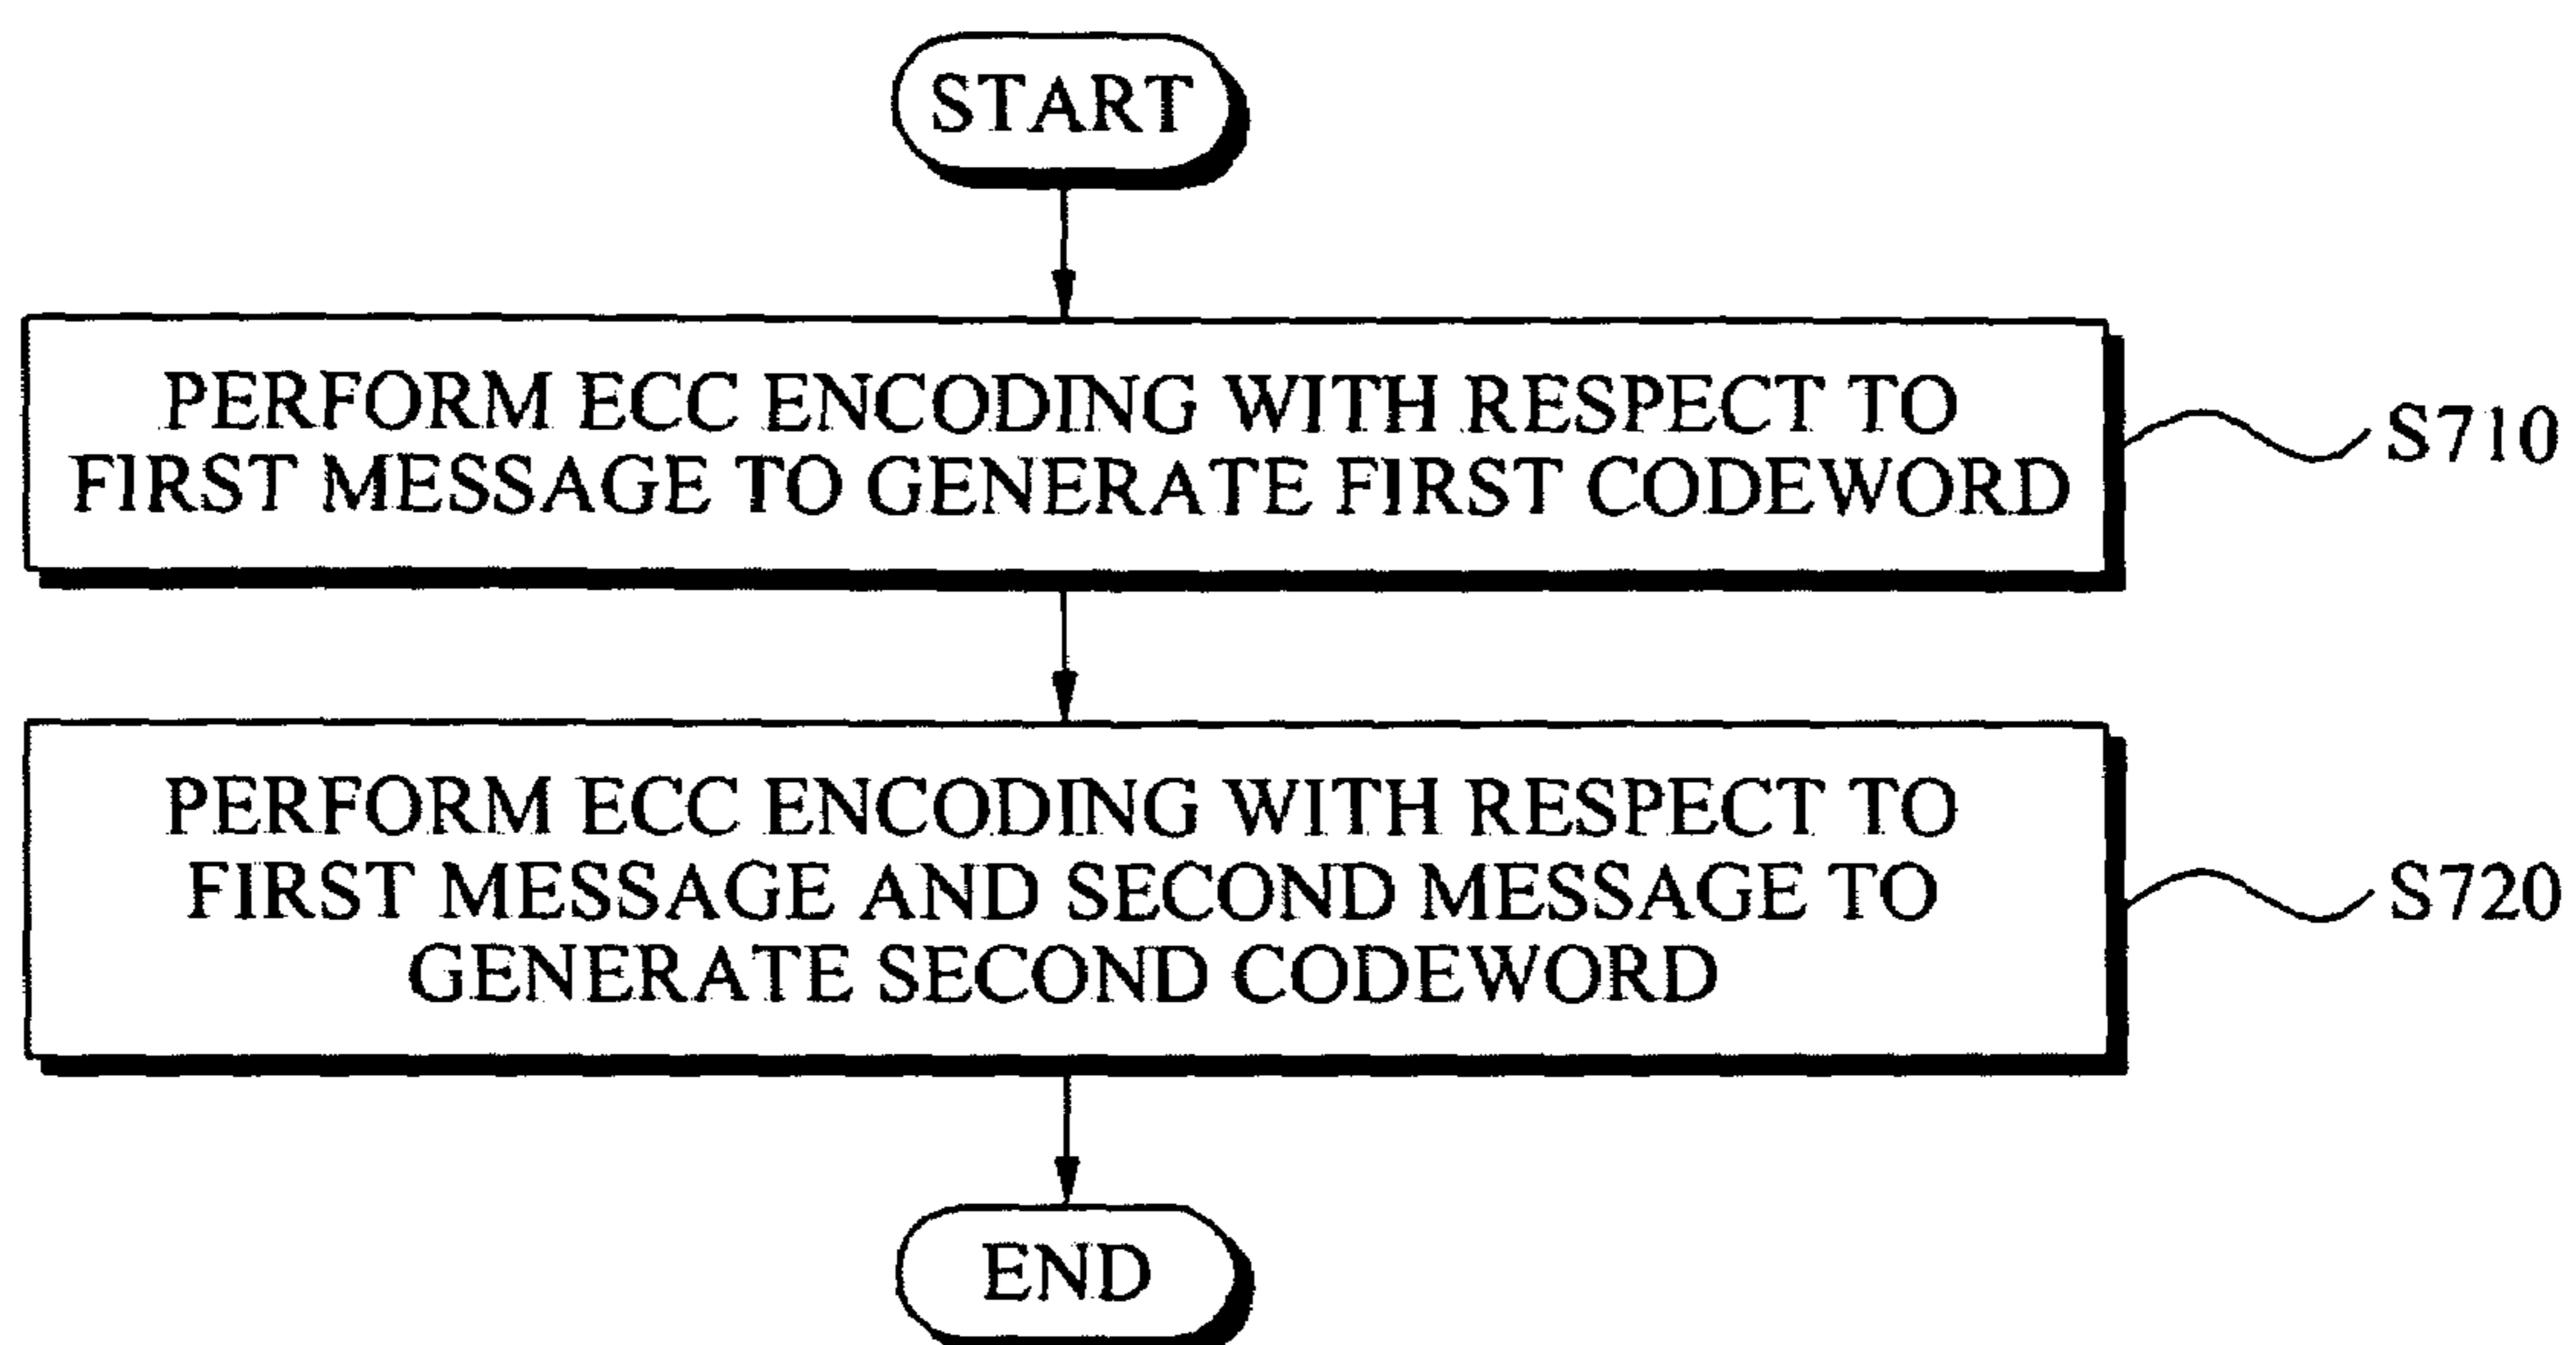 START
PERFORM ECC ENCODING WITH RESPECT TO
FIRST MESSAGE TO GENERATE FIRST CODEWORD
S710
PERFORM ECC ENCODING WITH RESPECT TO
FIRST MESSAGE AND SECOND MESSAGE TO
GENERATE SECOND CODEWORD
S720
END